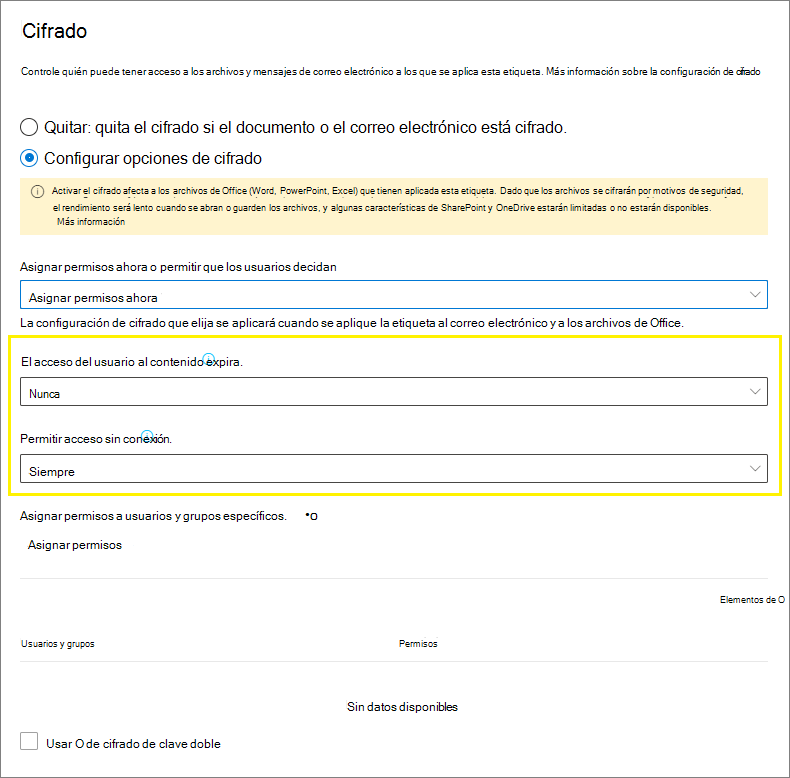 Cifrado
Controle quién puede tener acceso a los archivos y mensajes de correo electrónico a los que se aplica esta etiqueta. Más información sobre la configuración de cifrado
Quitar: quita el cifrado si el documento o el correo electrónico está cifrado.
Configurar opciones de cifrado
Activar el cifrado afecta a los archivos de Office (Word, PowerPoint, Excel) que tienen aplicada esta etiqueta. Dado que los archivos se cifrarán por motivos de seguridad,
el rendimiento será lento cuando se abran o guarden los archivos, y algunas características de SharePoint y OneDrive estarán limitadas o no estarán disponibles.
Más información
Asignar permisos ahora o permitir que los usuarios decidan
Asignar permisos ahora
La configuración de cifrado que elija se aplicará cuando se aplique la etiqueta al correo electrónico y a los archivos de Office.
El acceso del usuario al contenido expira.
Nunca
Permitir acceso sin conexión.
Siempre
Asignar permisos a usuarios y grupos específicos. *O
Asignar permisos
Elementos de O
Usuarios y grupos Permisos
Sin datos disponibles
Usar O de cifrado de clave doble